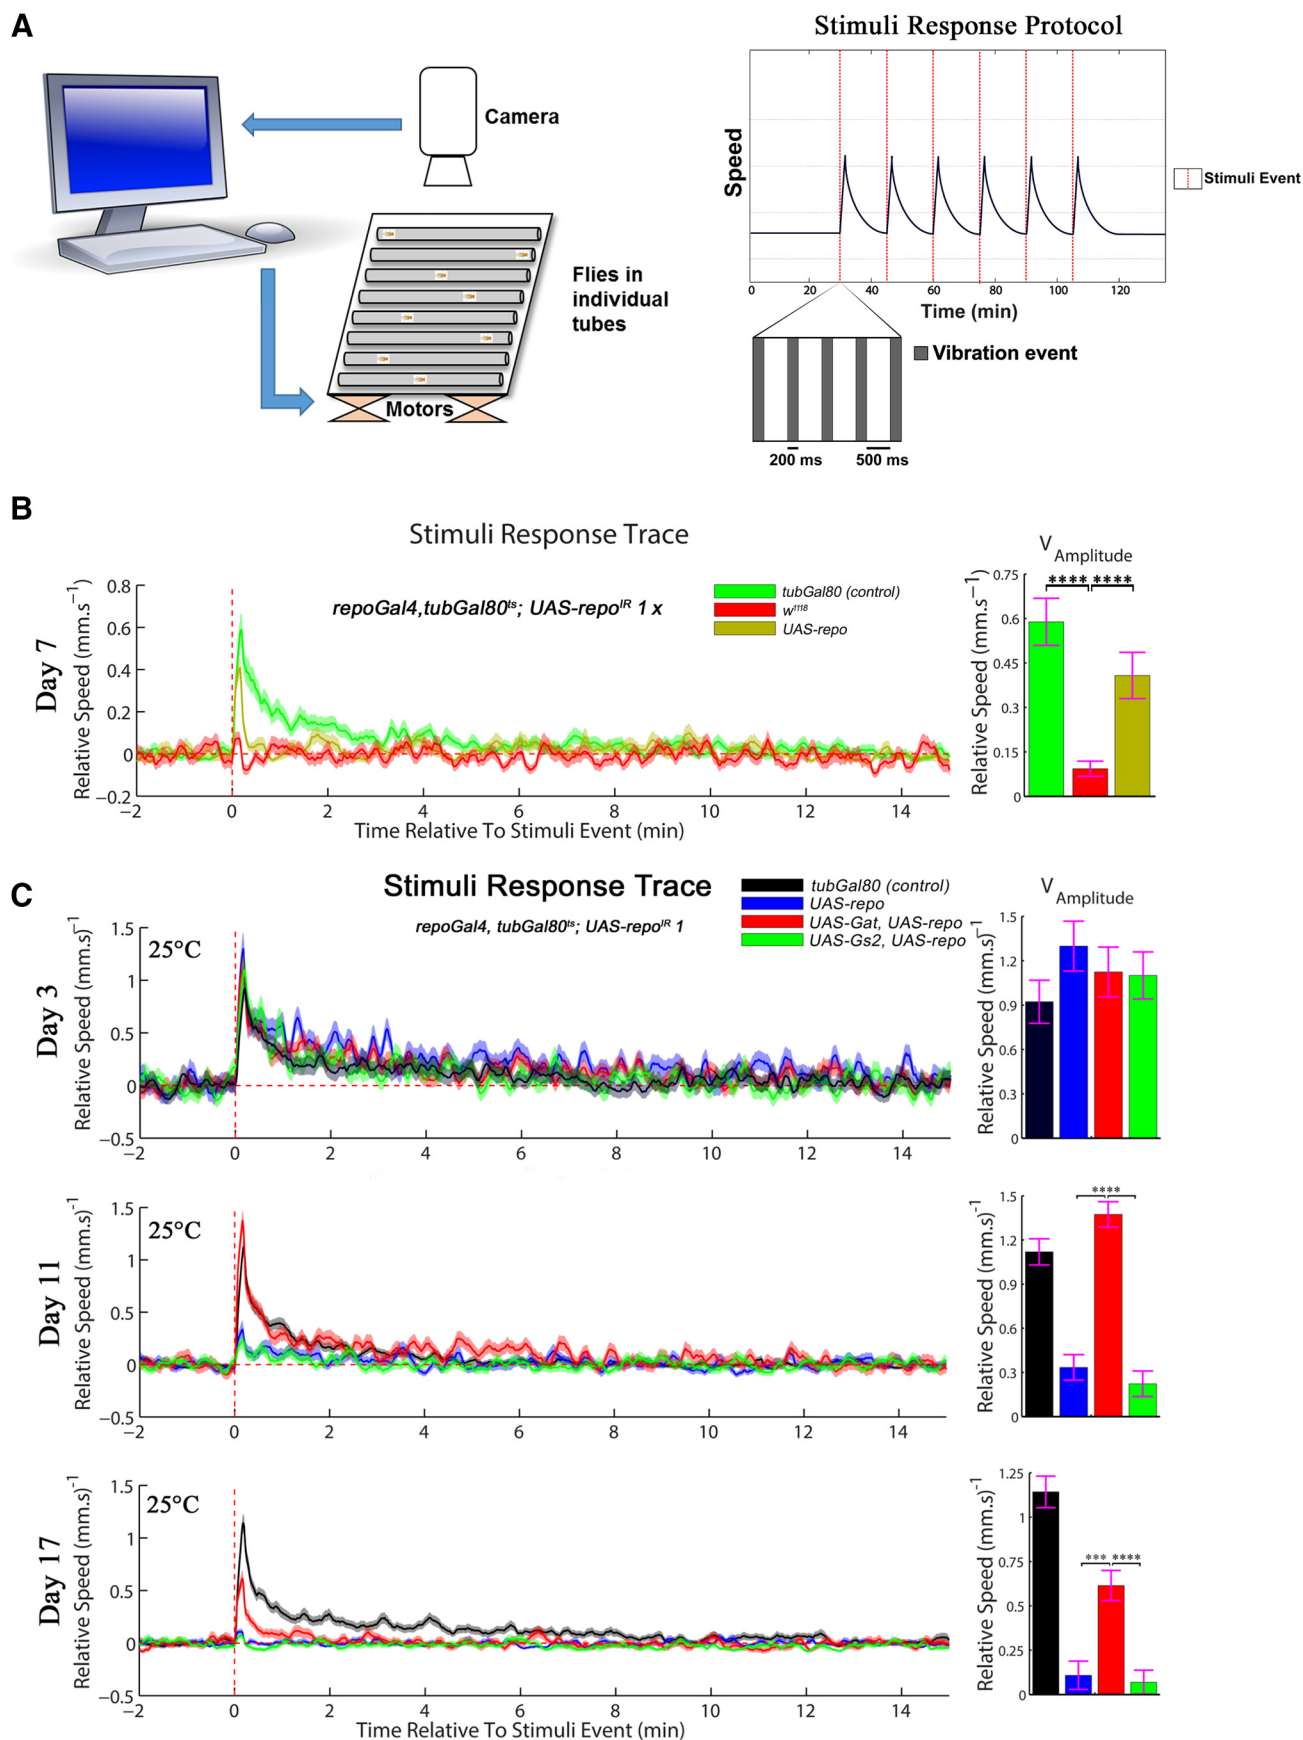 A
Stimuli Response Protocol
Camera
Speed
Stimuli Event
Flies in
individual
tubes
0 20 40 60 80 100 120
Time (min)
Vibration event
Motors
200 ms 500 ms
B
Stimuli Response Trace
V Amplitude
Day 7
Relative Speed (mm.s⁻¹)
0.8
0.6
0.4
0.2
0
−0.2
repoGal4,tubGal80ᵗˢ; UAS-repoᴵᴿ 1 x
tubGal80 (control)
w¹¹¹⁸
UAS-repo
−2 0 2 4 6 8 10 12 14
Time Relative To Stimuli Event (min)
Relative Speed (mm.s⁻¹)
0.75
0.6
0.45
0.3
0.15
0
**** ****
C
Stimuli Response Trace
repoGal4, tubGal80ᵗˢ; UAS-repoᴵᴿ 1
tubGal80 (control)
UAS-repo
UAS-Gat, UAS-repo
UAS-Gs2, UAS-repo
V Amplitude
Day 3
Relative Speed (mm.s)⁻¹
25°C
1.5
1
0.5
0
−0.5
−2 0 2 4 6 8 10 12 14
Relative Speed (mm.s)⁻¹
1.5
1.2
0.9
0.6
0.3
0
Day 11
Relative Speed (mm.s)⁻¹
25°C
1.5
1
0.5
0
−0.5
−2 0 2 4 6 8 10 12 14
Relative Speed (mm.s)⁻¹
1.5
1.2
0.9
0.6
0.3
0
****
Day 17
Relative Speed (mm.s)⁻¹
25°C
1.5
1
0.5
0
−0.5
−2 0 2 4 6 8 10 12 14
Time Relative To Stimuli Event (min)
Relative Speed (mm.s)⁻¹
1.25
1
0.75
0.5
0.25
0
*** ****